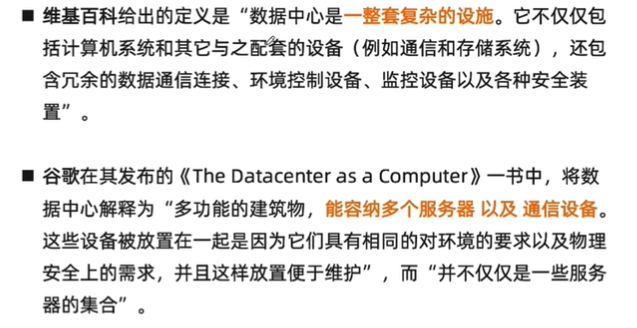 ■ 维基百科给出的定义是“数据中心是一整套复杂的设施。它不仅仅包
括计算机系统和其它与之配套的设备（例如通信和存储系统），还包
含冗余的数据通信连接、环境控制设备、监控设备以及各种安全装
置”。
■ 谷歌在其发布的《The Datacenter as a Computer》一书中，将数
据中心解释为“多功能的建筑物，能容纳多个服务器 以及 通信设备。
这些设备被放置在一起是因为它们具有相同的对环境的要求以及物理
安全上的需求，并且这样放置便于维护”，而“并不仅仅是一些服务
器的集合”。